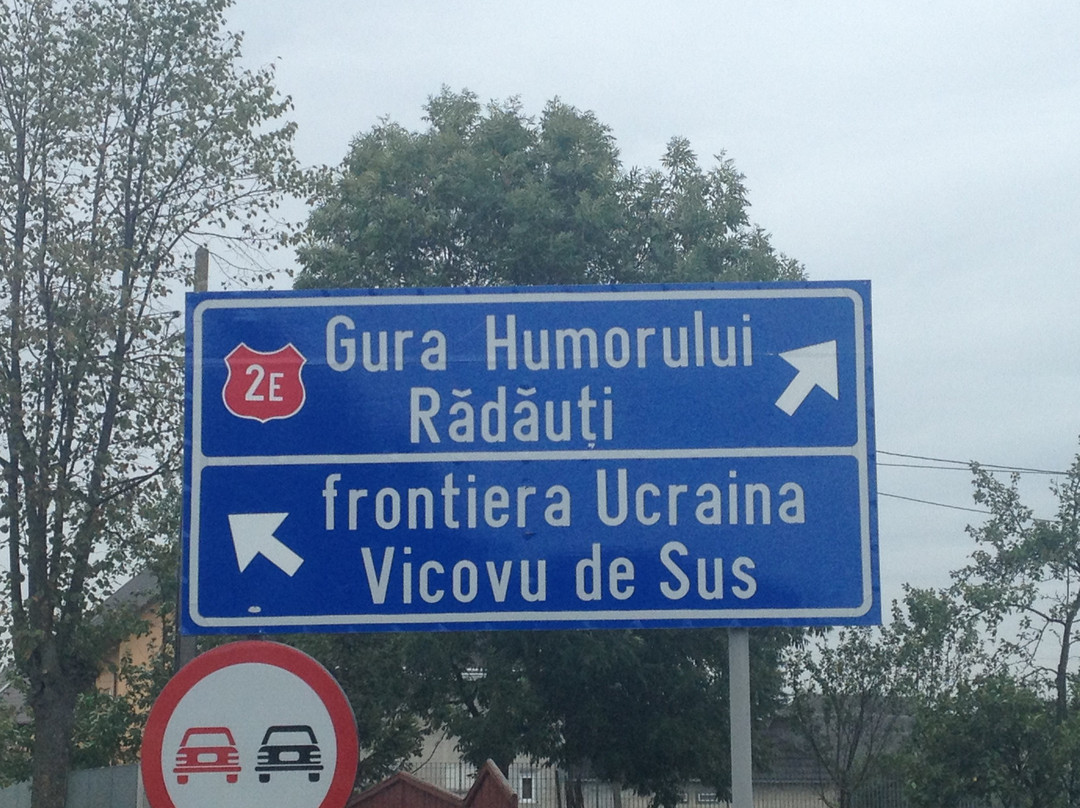 2E
Gura Humorului
Rădăuți
frontiera Ucraina
Vicovu de Sus